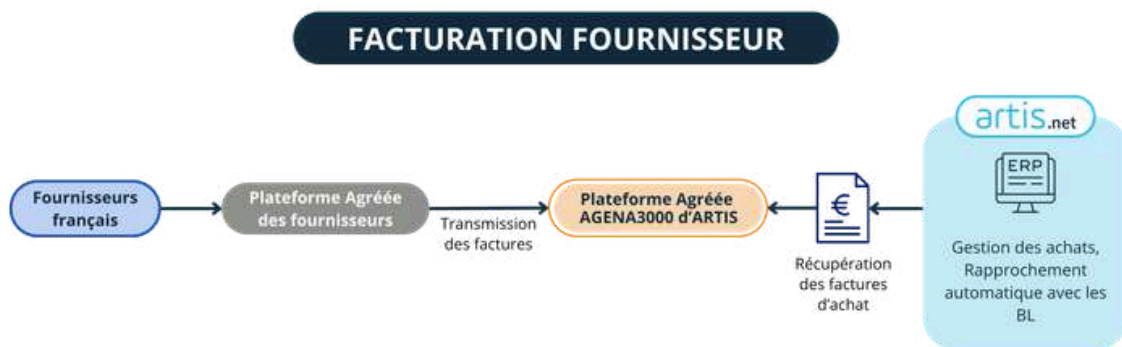 FACTURATION FOURNISSEUR
artis.net
ERP
Fournisseurs
français
Plateforme Agréée
des fournisseurs
Transmission
des factures
Plateforme Agréée
AGENA3000 d'ARTIS
€
Récupération
des factures
d'achat
Gestion des achats,
Rapprochement
automatique avec les
BL